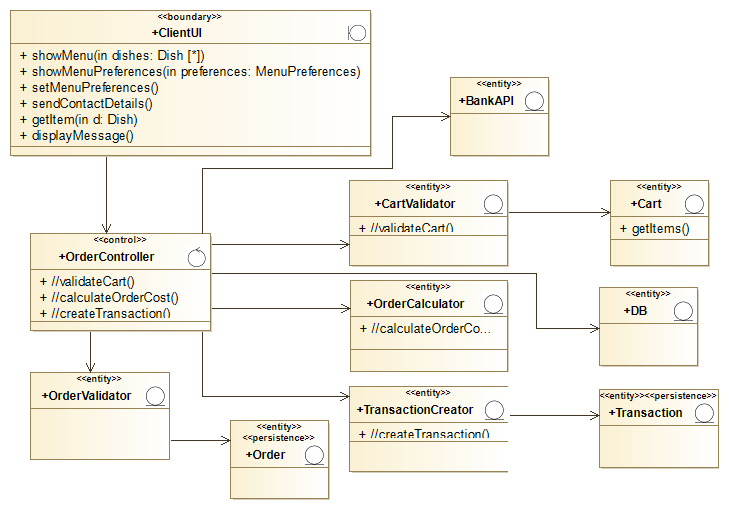 <<boundary>>
+ClientUI
+ showMenu(in dishes: Dish [*])
+ showMenuPreferences(in preferences: MenuPreferences)
+ setMenuPreferences()
+ sendContactDetails()
+ getItem(in d: Dish)
+ displayMessage()
<<entity>>
+BankAPI
<<entity>>
+CartValidator
+ //validateCart()
<<entity>>
+Cart
+ getItems()
<<control>>
+OrderController
+ //validateCart()
+ //calculateOrderCost()
+ //createTransaction()
<<entity>>
+OrderCalculator
+ //calculateOrderCo...
<<entity>>
+DB
<<entity>>
+OrderValidator
<<entity>>
+TransactionCreator
+ //createTransaction()
<<entity>><<persistence>>
+Transaction
<<entity>>
<<persistence>>
+Order